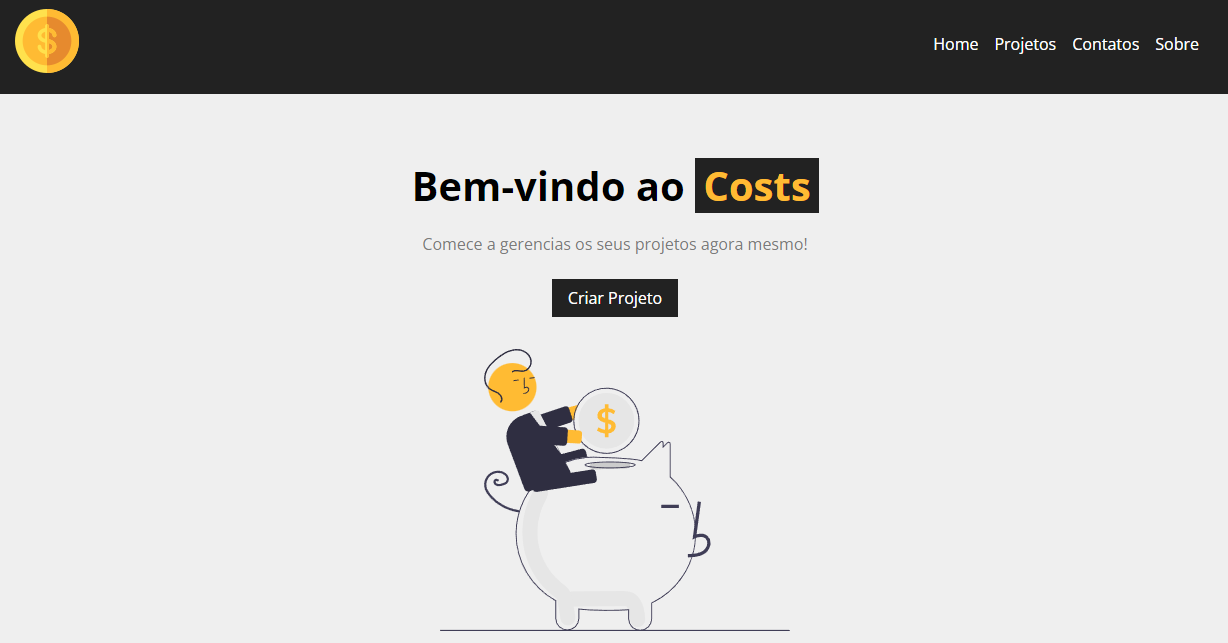 $
Home Projetos Contatos Sobre
Bem-vindo ao Costs
Comece a gerencias os seus projetos agora mesmo!
Criar Projeto
$